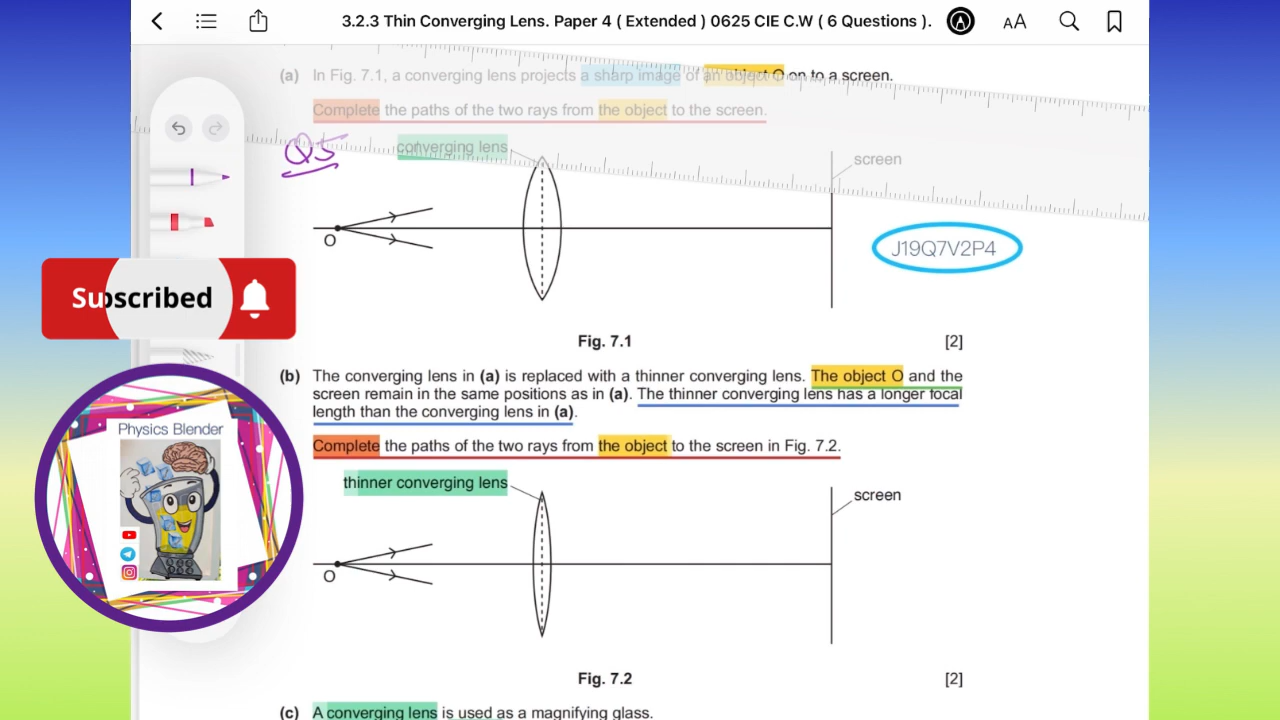 3.2.3 Thin Converging Lens. Paper 4 ( Extended ) 0625 CIE C.W ( 6 Questions ).
AA
(a) In Fig. 7.1, a converging lens projects a sharp image of an object O on to a screen.
Complete the paths of the two rays from the object to the screen.
Q5
converging lens
screen
O
J19Q7V2P4
Subscribed
Fig. 7.1
[2]
(b) The converging lens in (a) is replaced with a thinner converging lens. The object O and the
screen remain in the same positions as in (a). The thinner converging lens has a longer focal
length than the converging lens in (a).
Physics Blender
Complete the paths of the two rays from the object to the screen in Fig. 7.2.
thinner converging lens
screen
O
Fig. 7.2
[2]
(c) A converging lens is used as a magnifying glass.